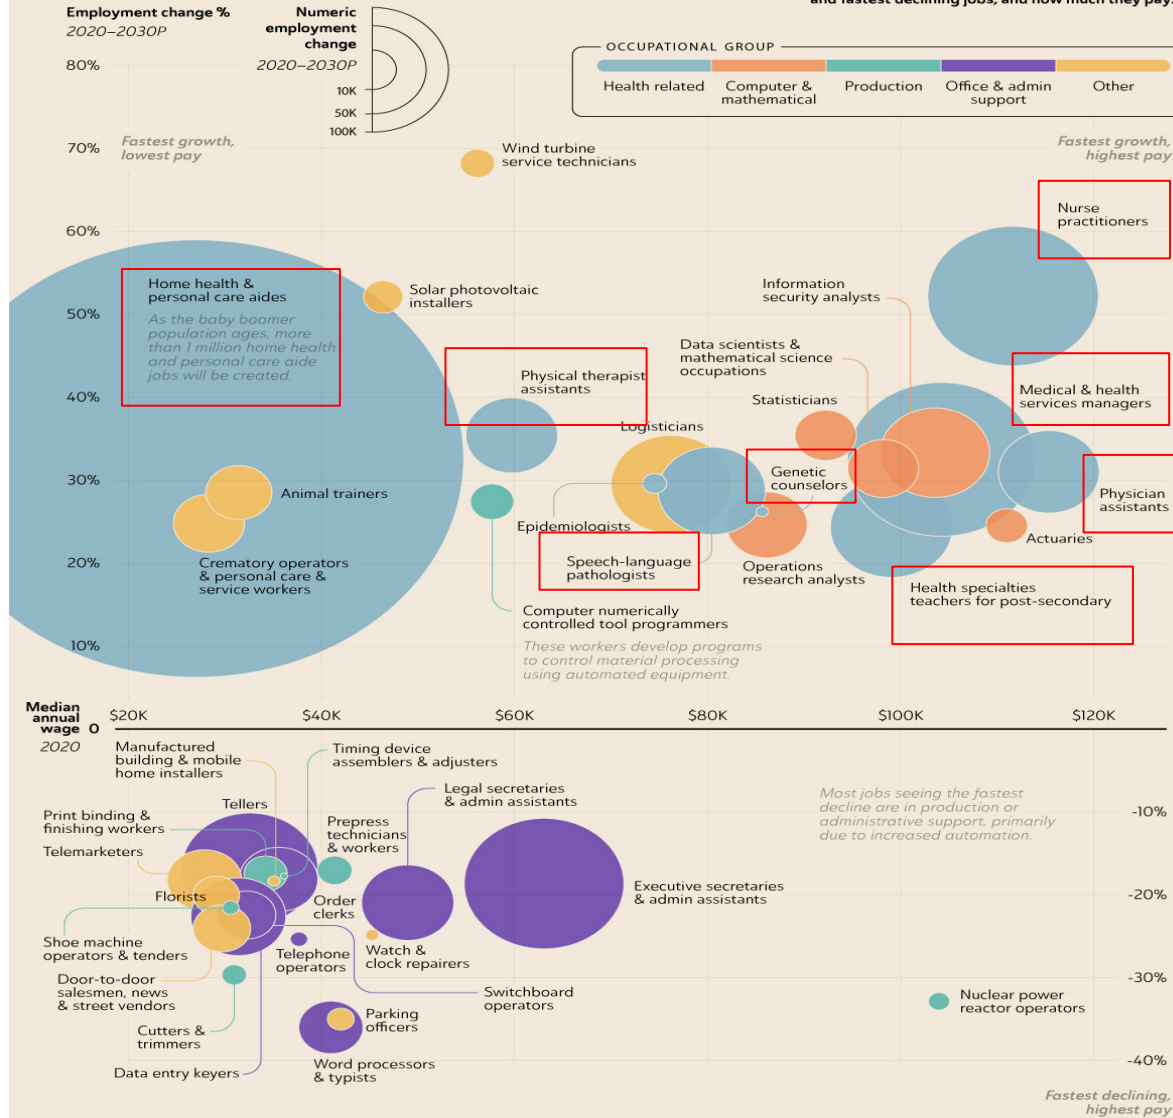 and fastest declining jobs, and how much they pay.
Employment change %
2020–2030P
Numeric
employment
change
2020–2030P
10K
50K
100K
OCCUPATIONAL GROUP
Health related
Computer &
mathematical
Production
Office & admin
support
Other
80%
70%
60%
50%
40%
30%
20%
10%
Fastest growth,
lowest pay
Fastest growth,
highest pay
Wind turbine
service technicians
Nurse
practitioners
Home health &
personal care aides
As the baby boomer
population ages, more
than 1 million home health
and personal care aide
jobs will be created.
Solar photovoltaic
installers
Information
security analysts
Data scientists &
mathematical science
occupations
Physical therapist
assistants
Medical & health
services managers
Statisticians
Logisticians
Genetic
counselors
Animal trainers
Physician
assistants
Epidemiologists
Actuaries
Crematory operators
& personal care &
service workers
Speech-language
pathologists
Operations
research analysts
Health specialties
teachers for post-secondary
Computer numerically
controlled tool programmers
These workers develop programs
to control material processing
using automated equipment.
Median
annual
wage
2020
0
$20K
$40K
$60K
$80K
$100K
$120K
Manufactured
building & mobile
home installers
Timing device
assemblers & adjusters
Legal secretaries
& admin assistants
Most jobs seeing the fastest
decline are in production or
administrative support, primarily
due to increased automation.
-10%
-20%
-30%
-40%
Tellers
Print binding &
finishing workers
Prepress
technicians
& workers
Telemarketers
Executive secretaries
& admin assistants
Florists
Order
clerks
Shoe machine
operators & tenders
Telephone
operators
Watch &
clock repairers
Door-to-door
salesmen, news
& street vendors
Switchboard
operators
Nuclear power
reactor operators
Parking
officers
Cutters &
trimmers
Word processors
& typists
Data entry keyers
Fastest declining,
highest pay